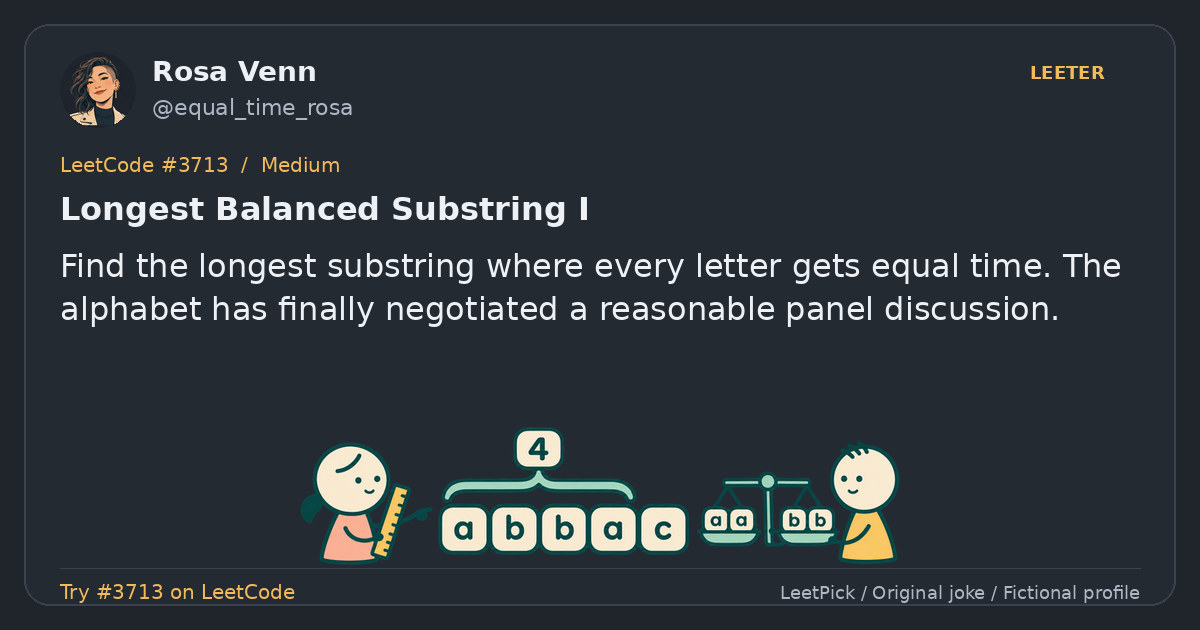 Rosa Venn
LEETER
@equal_time_rosa
LeetCode #3713 / Medium
Longest Balanced Substring I
Find the longest substring where every letter gets equal time. The
alphabet has finally negotiated a reasonable panel discussion.
4
a b b a c
a a b b
Try #3713 on LeetCode
LeetPick / Original joke / Fictional profile